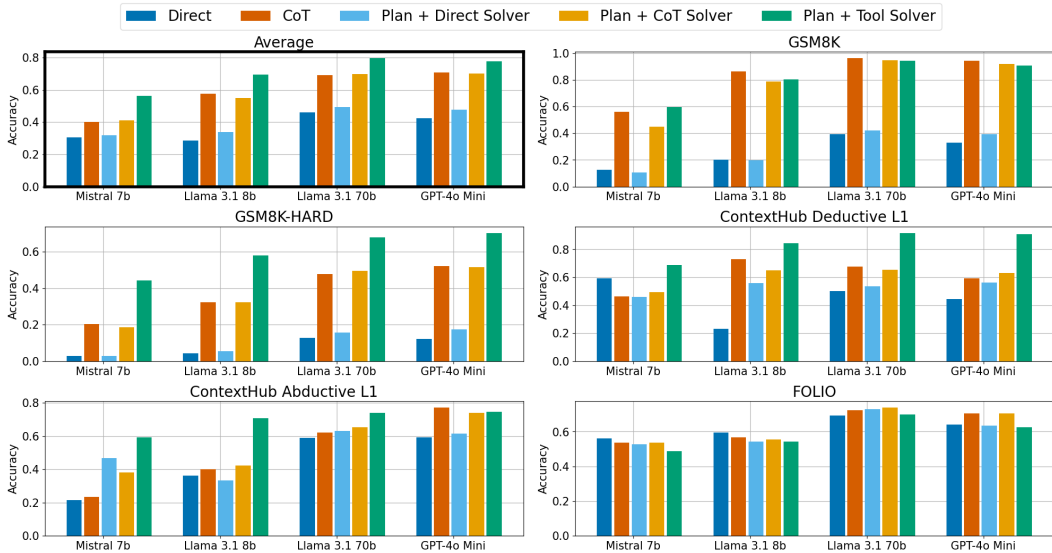 Direct CoT Plan + Direct Solver Plan + CoT Solver Plan + Tool Solver
Average
Accuracy
0.8
0.6
0.4
0.2
0.0
Mistral 7b Llama 3.1 8b Llama 3.1 70b GPT-4o Mini
GSM8K
Accuracy
1.0
0.8
0.6
0.4
0.2
0.0
Mistral 7b Llama 3.1 8b Llama 3.1 70b GPT-4o Mini
GSM8K-HARD
Accuracy
0.6
0.4
0.2
0.0
Mistral 7b Llama 3.1 8b Llama 3.1 70b GPT-4o Mini
ContextHub Deductive L1
Accuracy
0.8
0.6
0.4
0.2
0.0
Mistral 7b Llama 3.1 8b Llama 3.1 70b GPT-4o Mini
ContextHub Abductive L1
Accuracy
0.8
0.6
0.4
0.2
0.0
Mistral 7b Llama 3.1 8b Llama 3.1 70b GPT-4o Mini
FOLIO
Accuracy
0.8
0.6
0.4
0.2
0.0
Mistral 7b Llama 3.1 8b Llama 3.1 70b GPT-4o Mini